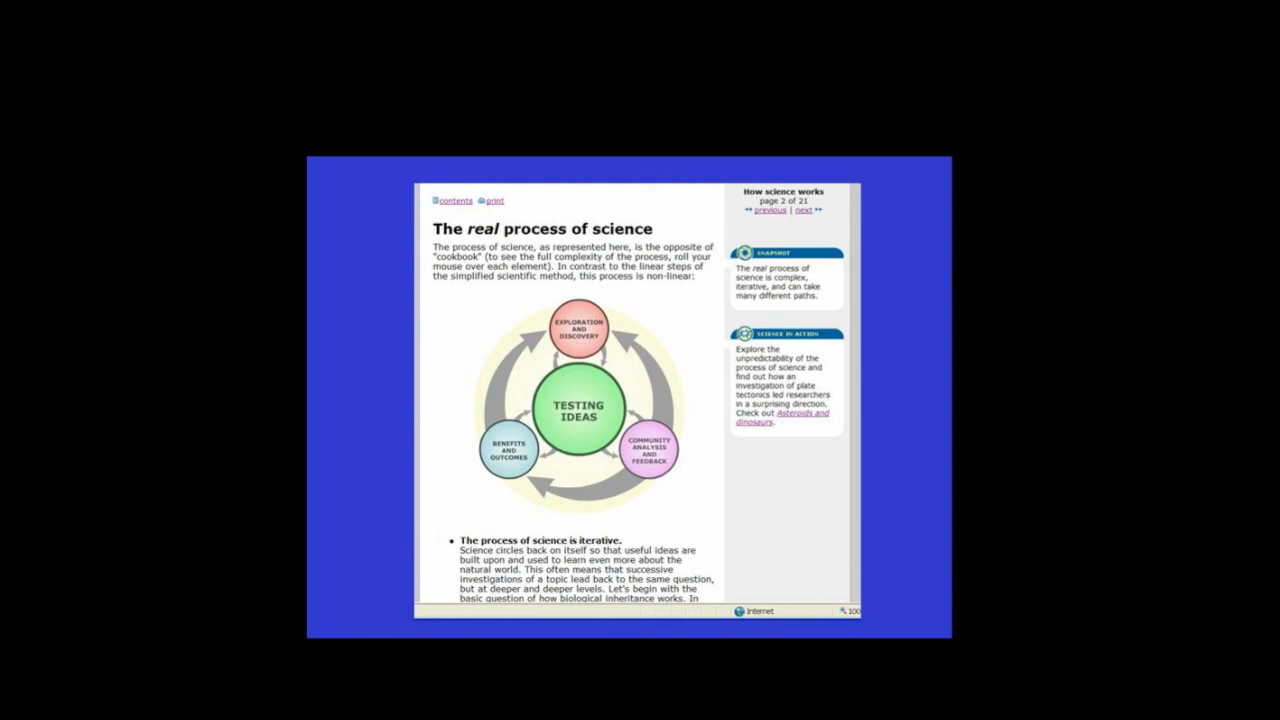 contents print
The real process of science
The process of science, as represented here, is the opposite of
"cookbook" (to see the full complexity of the process, roll your
mouse over each element). In contrast to the linear steps of
the simplified scientific method, this process is non-linear:
EXPLORATION
AND
DISCOVERY
TESTING
IDEAS
BENEFITS
AND
OUTCOMES
COMMUNITY
ANALYSIS
AND
FEEDBACK
• The process of science is iterative.
Science circles back on itself so that useful ideas are
built upon and used to learn even more about the
natural world. This often means that successive
investigations of a topic lead back to the same question,
but at deeper and deeper levels. Let's begin with the
basic question of how biological inheritance works. In
How science works
page 2 of 21
previous | next
SNAPSHOT
The real process of
science is complex,
iterative, and can take
many different paths.
SCIENCE IN ACTION
Explore the
unpredictability of the
process of science and
find out how an
investigation of plate
tectonics led researchers
in a surprising direction.
Check out Asteroids and
dinosaurs.
Internet
100